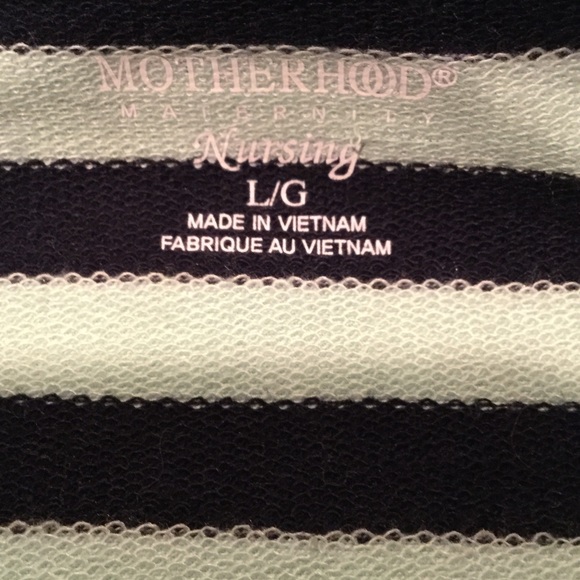 MOTHERHOOD®
MATERNITY
Nursing
L/G
MADE IN VIETNAM
FABRIQUE AU VIETNAM